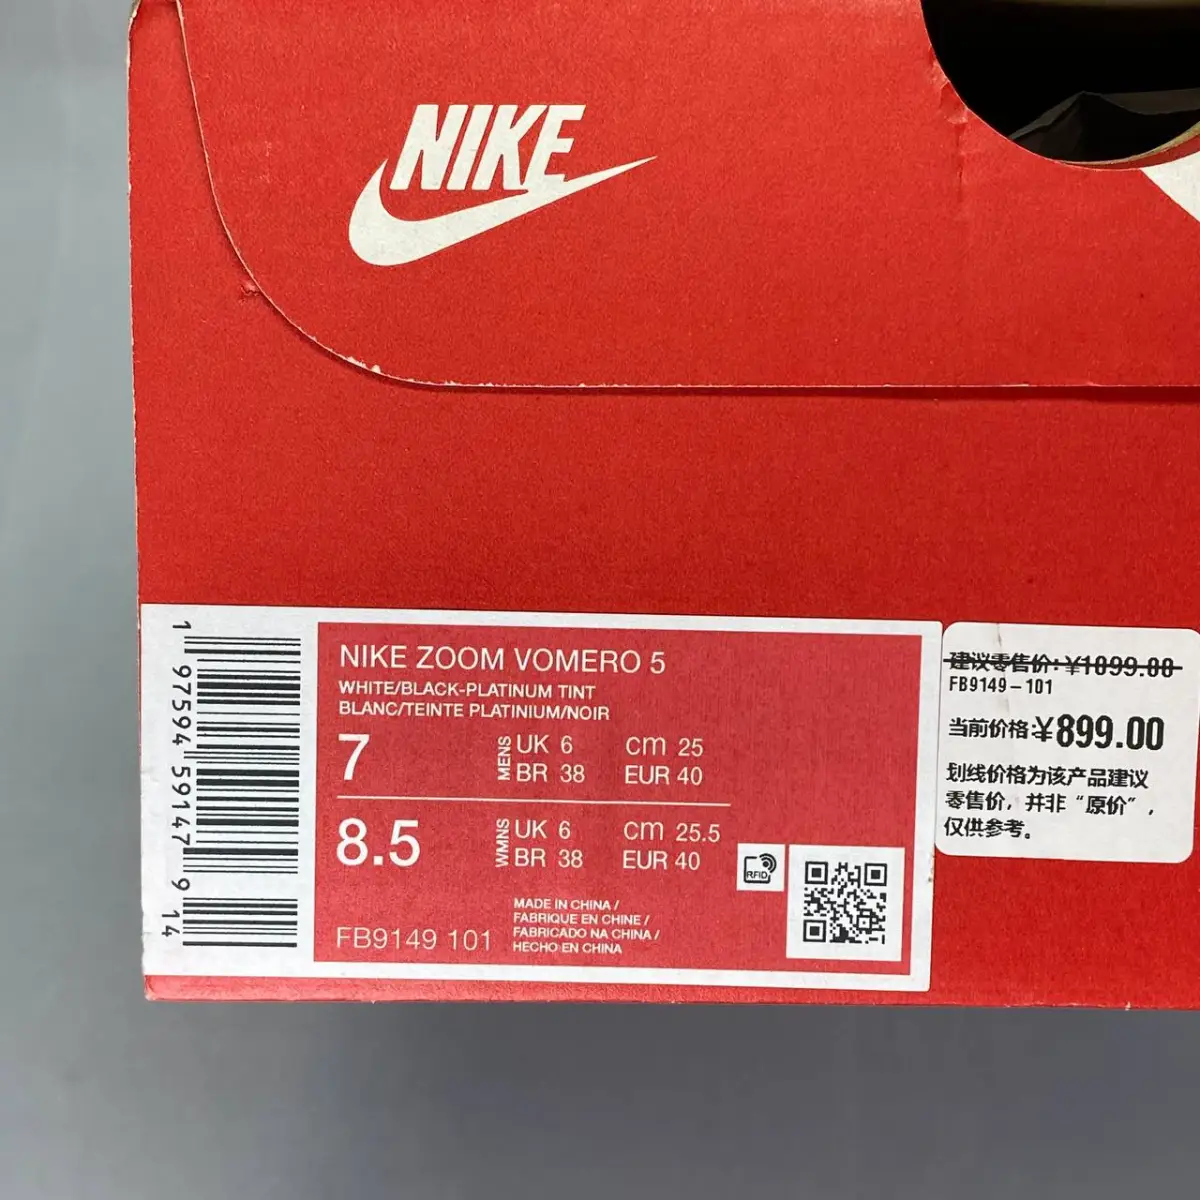 NIKE
NIKE ZOOM VOMERO 5
WHITE/BLACK-PLATINUM TINT
BLANC/TEINTE PLATINIUM/NOIR
7 MENS UK 6 cm 25
BR 38 EUR 40
8.5 WMNS UK 6 cm 25.5
BR 38 EUR 40
RFID
FB9149 101
MADE IN CHINA /
FABRIQUE EN CHINE /
FABRICADO NA CHINA /
HECHO EN CHINA
1 97594 59147 9 14
建议零售价:¥1099.00
FB9149-101
当前价格:¥899.00
划线价格为该产品建议
零售价，并非“原价”，
仅供参考。